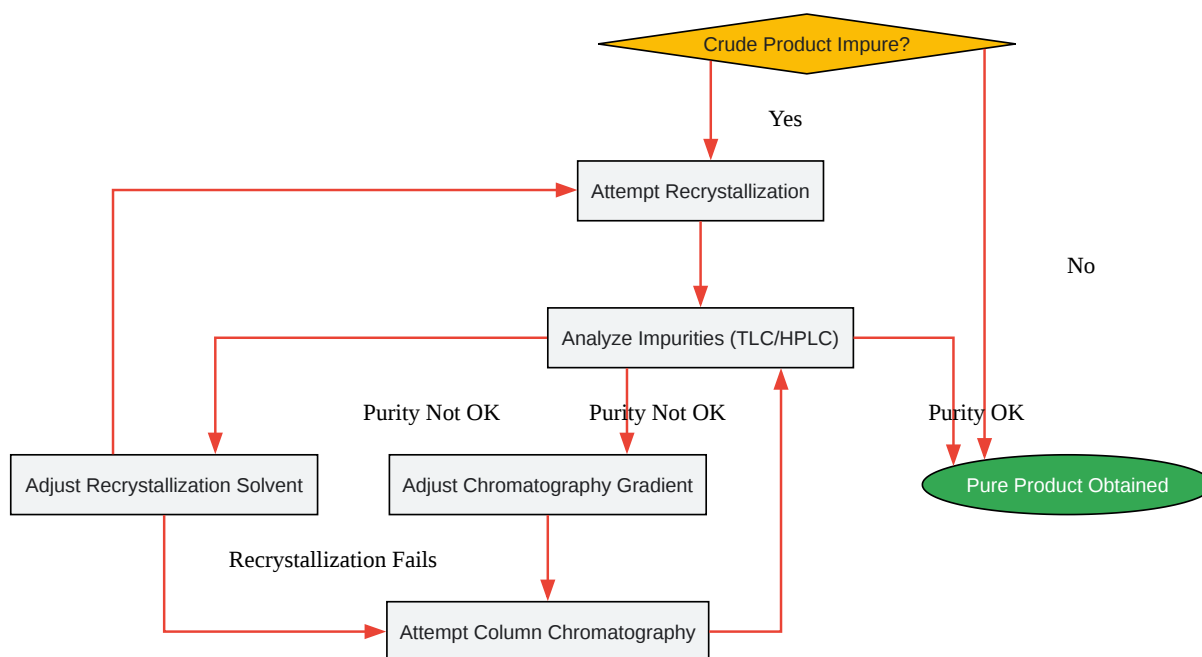 Crude Product Impure?
Yes
Attempt Recrystallization
No
Analyze Impurities (TLC/HPLC)
Purity Not OK
Purity Not OK
Purity OK
Adjust Recrystallization Solvent
Adjust Chromatography Gradient
Pure Product Obtained
Recrystallization Fails
Attempt Column Chromatography